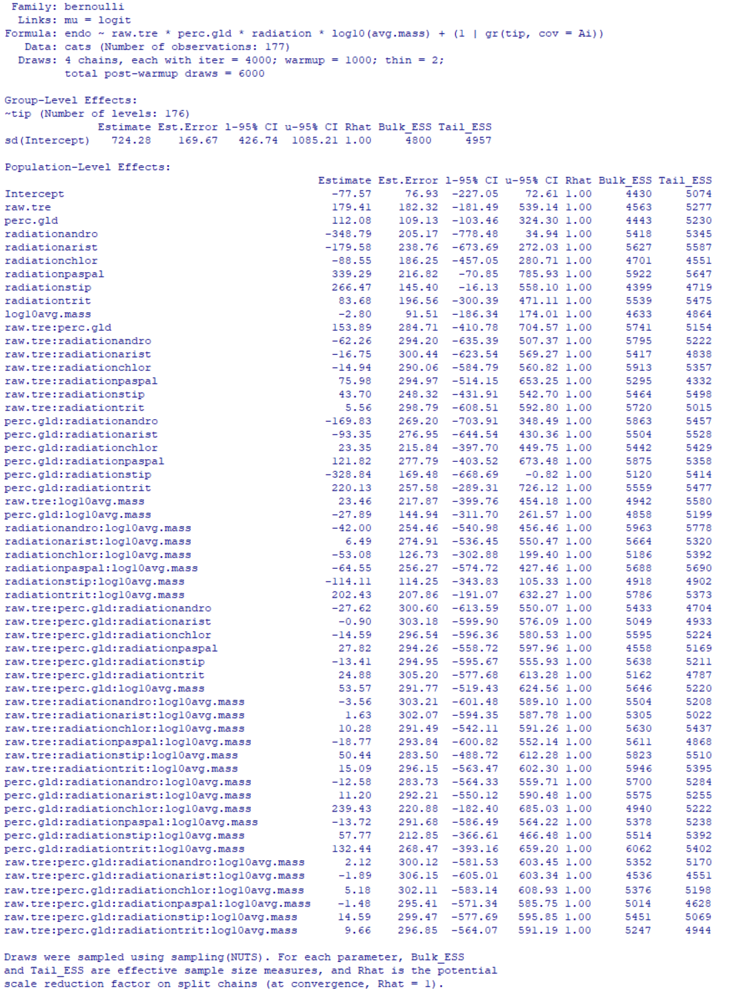 Family: bernoulli
Links: mu = logit
Formula: endo ~ raw.tre * perc.gld * radiation * log10(avg.mass) + (1 | gr(tip, cov = Ai))
Data: cats (Number of observations: 177)
Draws: 4 chains, each with iter = 4000; warmup = 1000; thin = 2;
total post-warmup draws = 6000

Group-Level Effects:
~tip (Number of levels: 176)
Estimate Est.Error l-95% CI u-95% CI Rhat Bulk_ESS Tail_ESS
sd(Intercept) 724.28 169.67 426.74 1085.21 1.00 4800 4957

Population-Level Effects:
Estimate Est.Error l-95% CI u-95% CI Rhat Bulk_ESS Tail_ESS
Intercept -77.57 76.93 -227.05 72.61 1.00 4430 5074
raw.tre 179.41 182.32 -181.49 539.14 1.00 4563 5277
perc.gld 112.08 109.13 -103.46 324.30 1.00 4443 5230
radiationandro -348.79 205.17 -778.48 34.94 1.00 5418 5345
radiationarist -179.58 238.76 -673.69 272.03 1.00 5627 5587
radiationchlor -88.55 186.25 -457.05 280.71 1.00 4701 4551
radiationpaspal 339.29 216.82 -70.85 785.93 1.00 5922 5647
radiationstip 266.47 145.40 -16.13 558.10 1.00 4399 4719
radiationtrit 83.68 196.56 -300.39 471.11 1.00 5539 5475
log10avg.mass -2.80 91.51 -186.34 174.01 1.00 4633 4864
raw.tre:perc.gld 153.89 284.71 -410.78 704.57 1.00 5741 5154
raw.tre:radiationandro -62.26 294.20 -635.39 507.37 1.00 5795 5222
raw.tre:radiationarist -16.75 300.44 -623.54 569.27 1.00 5417 4838
raw.tre:radiationchlor -14.94 290.06 -584.79 560.82 1.00 5913 5357
raw.tre:radiationpaspal 75.98 294.97 -514.15 653.25 1.00 5295 4332
raw.tre:radiationstip 43.70 248.32 -431.91 542.70 1.00 5464 5498
raw.tre:radiationtrit 5.56 298.79 -608.51 592.80 1.00 5720 5015
perc.gld:radiationandro -169.83 269.20 -703.91 348.49 1.00 5863 5457
perc.gld:radiationarist -93.35 276.95 -644.54 430.36 1.00 5504 5528
perc.gld:radiationchlor 23.35 215.84 -397.70 449.75 1.00 5442 5429
perc.gld:radiationpaspal 121.82 277.79 -403.52 673.48 1.00 5875 5358
perc.gld:radiationstip -328.84 169.48 -668.69 -0.82 1.00 5120 5414
perc.gld:radiationtrit 220.13 257.58 -289.31 726.12 1.00 5559 5477
raw.tre:log10avg.mass 23.46 217.87 -399.76 454.18 1.00 4942 5580
perc.gld:log10avg.mass -27.89 144.94 -311.70 261.57 1.00 4858 5199
radiationandro:log10avg.mass -42.00 254.46 -540.98 456.46 1.00 5963 5778
radiationarist:log10avg.mass 6.49 274.91 -536.45 550.47 1.00 5664 5320
radiationchlor:log10avg.mass -53.08 126.73 -302.88 199.40 1.00 5186 5392
radiationpaspal:log10avg.mass -64.55 256.27 -574.72 427.46 1.00 5688 5690
radiationstip:log10avg.mass -114.11 114.25 -343.83 105.33 1.00 4918 4902
radiationtrit:log10avg.mass 202.43 207.86 -191.07 632.27 1.00 5786 5373
raw.tre:perc.gld:radiationandro -27.62 300.60 -613.59 550.07 1.00 5433 4704
raw.tre:perc.gld:radiationarist -0.90 303.18 -599.90 576.09 1.00 5049 4933
raw.tre:perc.gld:radiationchlor -14.59 296.54 -596.36 580.53 1.00 5595 5224
raw.tre:perc.gld:radiationpaspal 27.82 294.26 -558.72 597.96 1.00 4558 5169
raw.tre:perc.gld:radiationstip -13.41 294.95 -595.67 555.93 1.00 5638 5211
raw.tre:perc.gld:radiationtrit 24.88 305.20 -577.68 613.28 1.00 5162 4787
raw.tre:perc.gld:log10avg.mass 53.57 291.77 -519.43 624.56 1.00 5646 5220
raw.tre:radiationandro:log10avg.mass -3.56 303.21 -601.48 589.10 1.00 5504 5208
raw.tre:radiationarist:log10avg.mass 1.63 302.07 -594.35 587.78 1.00 5305 5022
raw.tre:radiationchlor:log10avg.mass 10.28 291.49 -542.11 591.26 1.00 5630 5437
raw.tre:radiationpaspal:log10avg.mass -18.77 293.84 -600.82 552.14 1.00 5611 4868
raw.tre:radiationstip:log10avg.mass 50.44 283.50 -488.72 612.28 1.00 5823 5510
raw.tre:radiationtrit:log10avg.mass 15.09 296.15 -563.47 602.30 1.00 5946 5395
perc.gld:radiationandro:log10avg.mass -12.58 283.73 -564.33 559.71 1.00 5700 5284
perc.gld:radiationarist:log10avg.mass 11.20 292.21 -550.12 590.48 1.00 5575 5255
perc.gld:radiationchlor:log10avg.mass 239.43 220.88 -182.40 685.03 1.00 4940 5222
perc.gld:radiationpaspal:log10avg.mass -13.72 291.68 -586.49 564.22 1.00 5378 5238
perc.gld:radiationstip:log10avg.mass 57.77 212.85 -366.61 466.48 1.00 5514 5392
perc.gld:radiationtrit:log10avg.mass 132.44 268.47 -393.16 659.20 1.00 6062 5402
raw.tre:perc.gld:radiationandro:log10avg.mass 2.12 300.12 -581.53 603.45 1.00 5352 5170
raw.tre:perc.gld:radiationarist:log10avg.mass -1.89 306.15 -605.01 603.34 1.00 4536 4551
raw.tre:perc.gld:radiationchlor:log10avg.mass 5.18 302.11 -583.14 608.93 1.00 5376 5198
raw.tre:perc.gld:radiationpaspal:log10avg.mass -1.48 295.41 -571.34 585.75 1.00 5014 4628
raw.tre:perc.gld:radiationstip:log10avg.mass 14.59 299.47 -577.69 595.85 1.00 5451 5069
raw.tre:perc.gld:radiationtrit:log10avg.mass 9.66 296.85 -564.07 591.19 1.00 5247 4944

Draws were sampled using sampling(NUTS). For each parameter, Bulk_ESS
and Tail_ESS are effective sample size measures, and Rhat is the potential
scale reduction factor on split chains (at convergence, Rhat = 1).